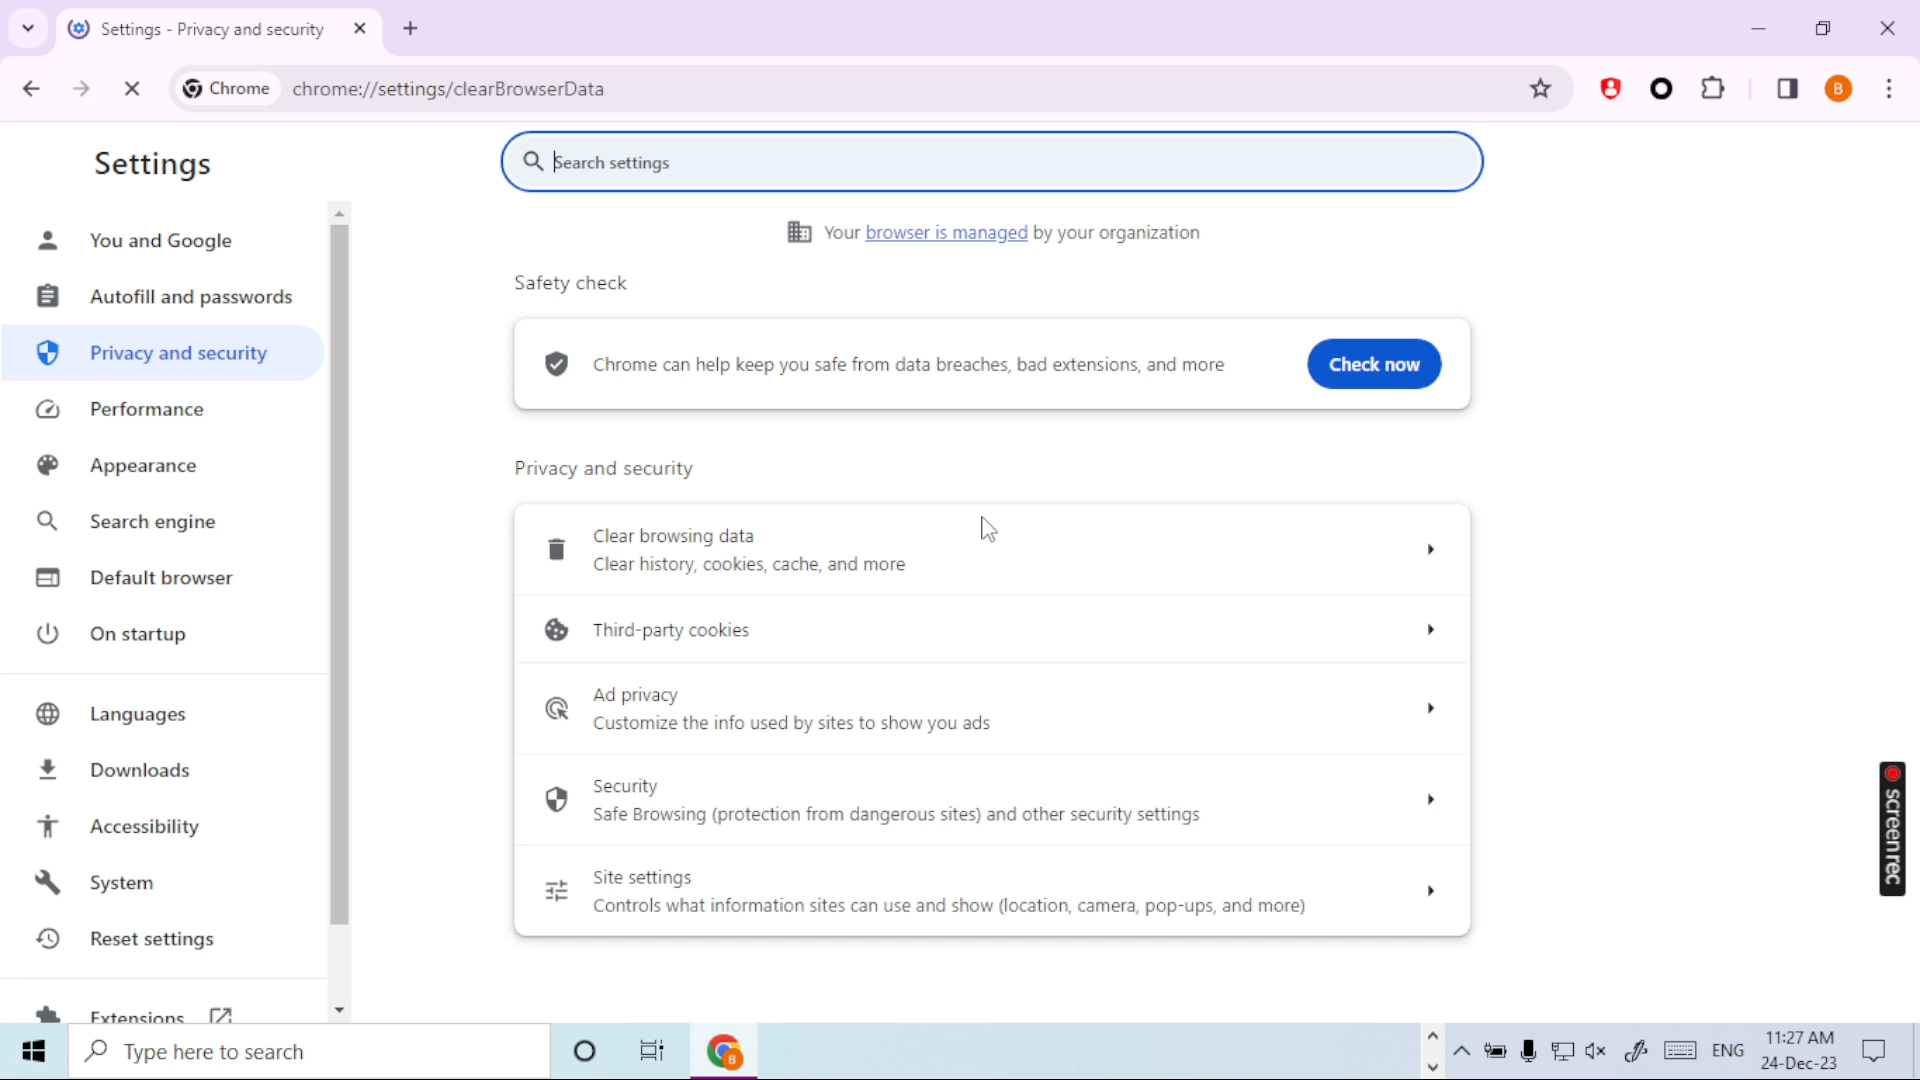 Settings - Privacy and security
Chrome
chrome://settings/clearBrowserData
B
Settings
Search settings
Your browser is managed by your organization
You and Google
Autofill and passwords
Privacy and security
Performance
Appearance
Search engine
Default browser
On startup
Languages
Downloads
Accessibility
System
Reset settings
Extensions
Safety check
Chrome can help keep you safe from data breaches, bad extensions, and more
Check now
Privacy and security
Clear browsing data
Clear history, cookies, cache, and more
Third-party cookies
Ad privacy
Customize the info used by sites to show you ads
Security
Safe Browsing (protection from dangerous sites) and other security settings
Site settings
Controls what information sites can use and show (location, camera, pop-ups, and more)
screenrec
Type here to search
B
ENG
11:27 AM
24-Dec-23